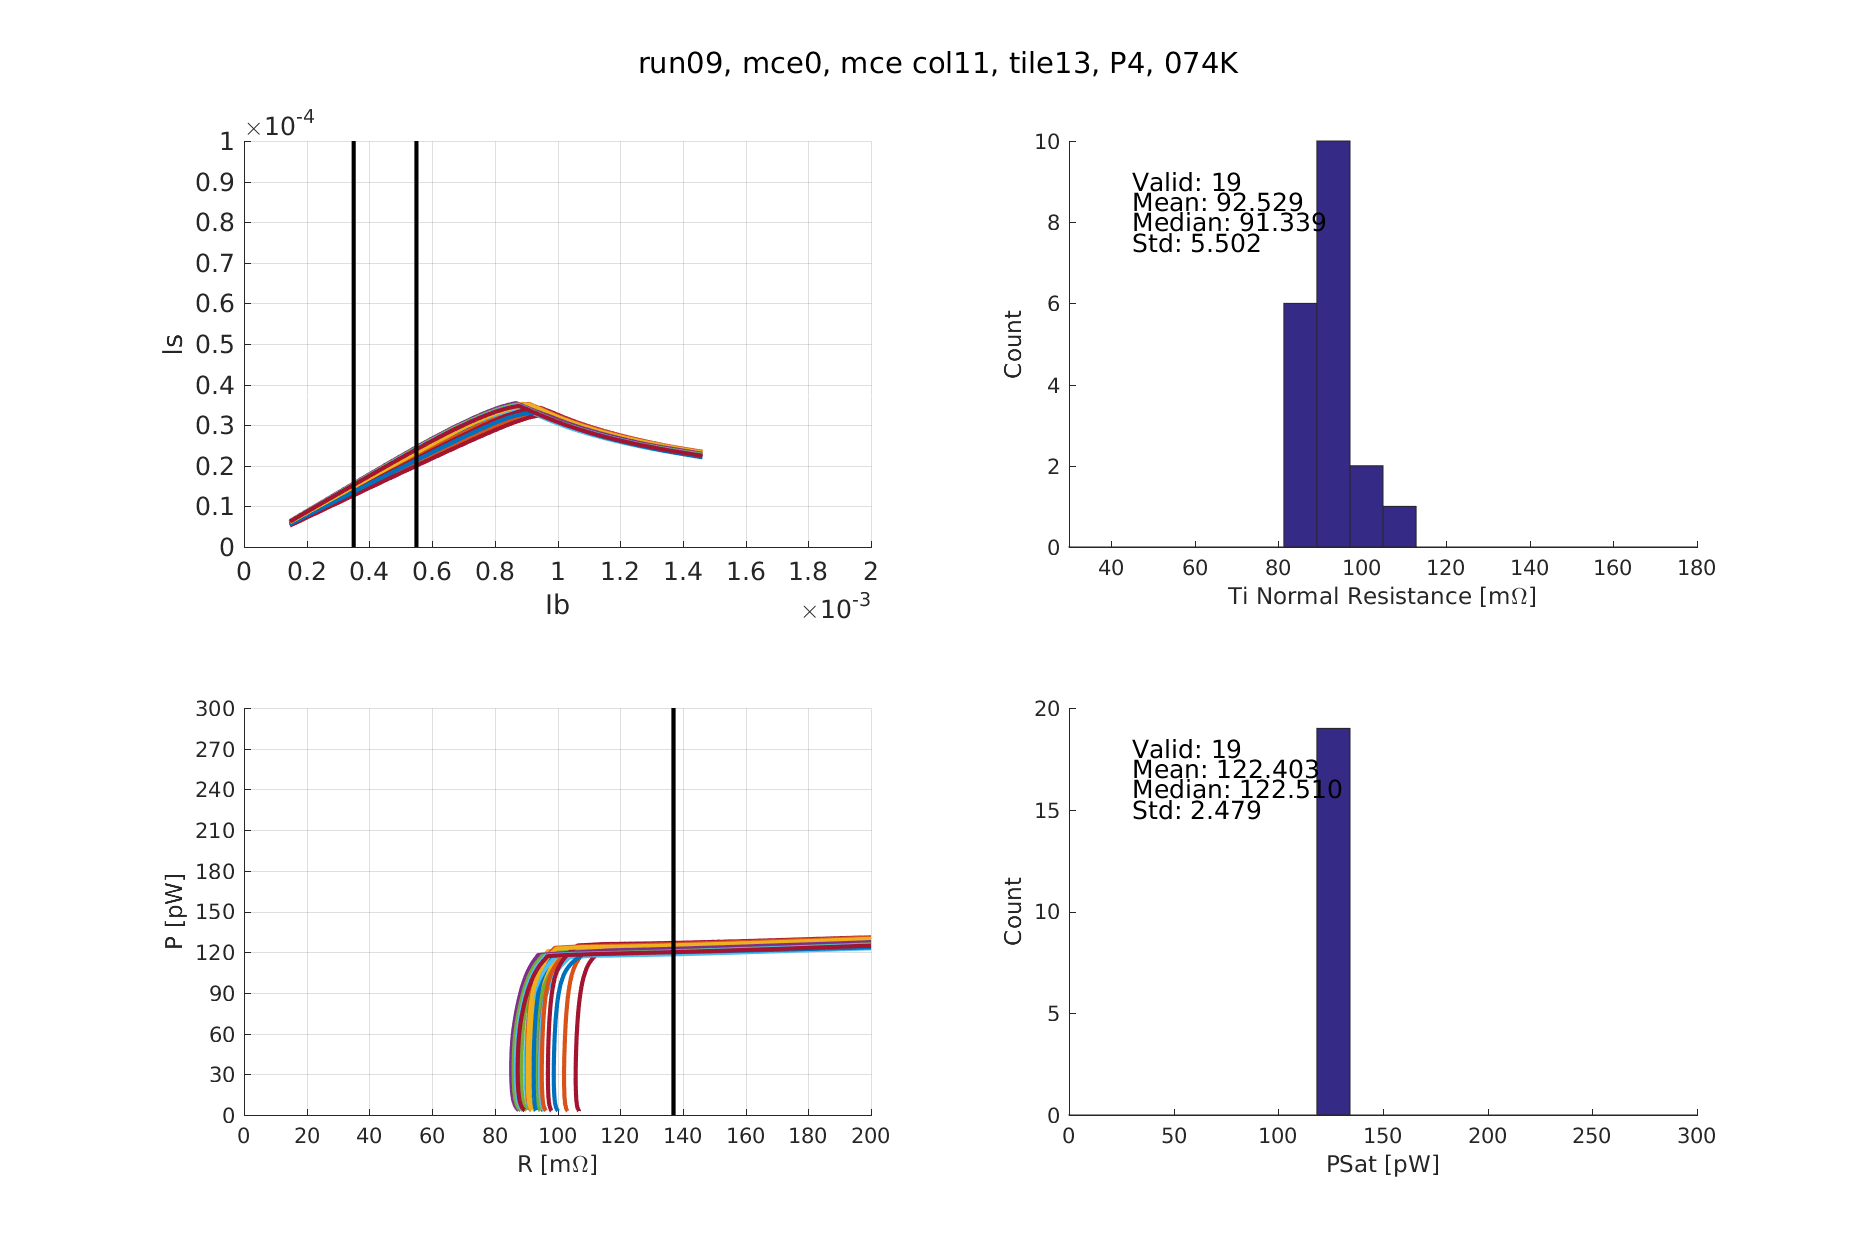 run09, mce0, mce col11, tile13, P4, 074K
×10-4
1
0.9
0.8
0.7
0.6
0.5
0.4
0.3
0.2
0.1
0
Is
0 0.2 0.4 0.6 0.8 1 1.2 1.4 1.6 1.8 2
Ib
×10-3
10
8
6
4
2
0
Count
Valid: 19
Mean: 92.529
Median: 91.339
Std: 5.502
40 60 80 100 120 140 160 180
Ti Normal Resistance [mΩ]
300
270
240
210
180
150
120
90
60
30
0
P [pW]
0 20 40 60 80 100 120 140 160 180 200
R [mΩ]
20
15
10
5
0
Count
Valid: 19
Mean: 122.403
Median: 122.510
Std: 2.479
0 50 100 150 200 250 300
PSat [pW]